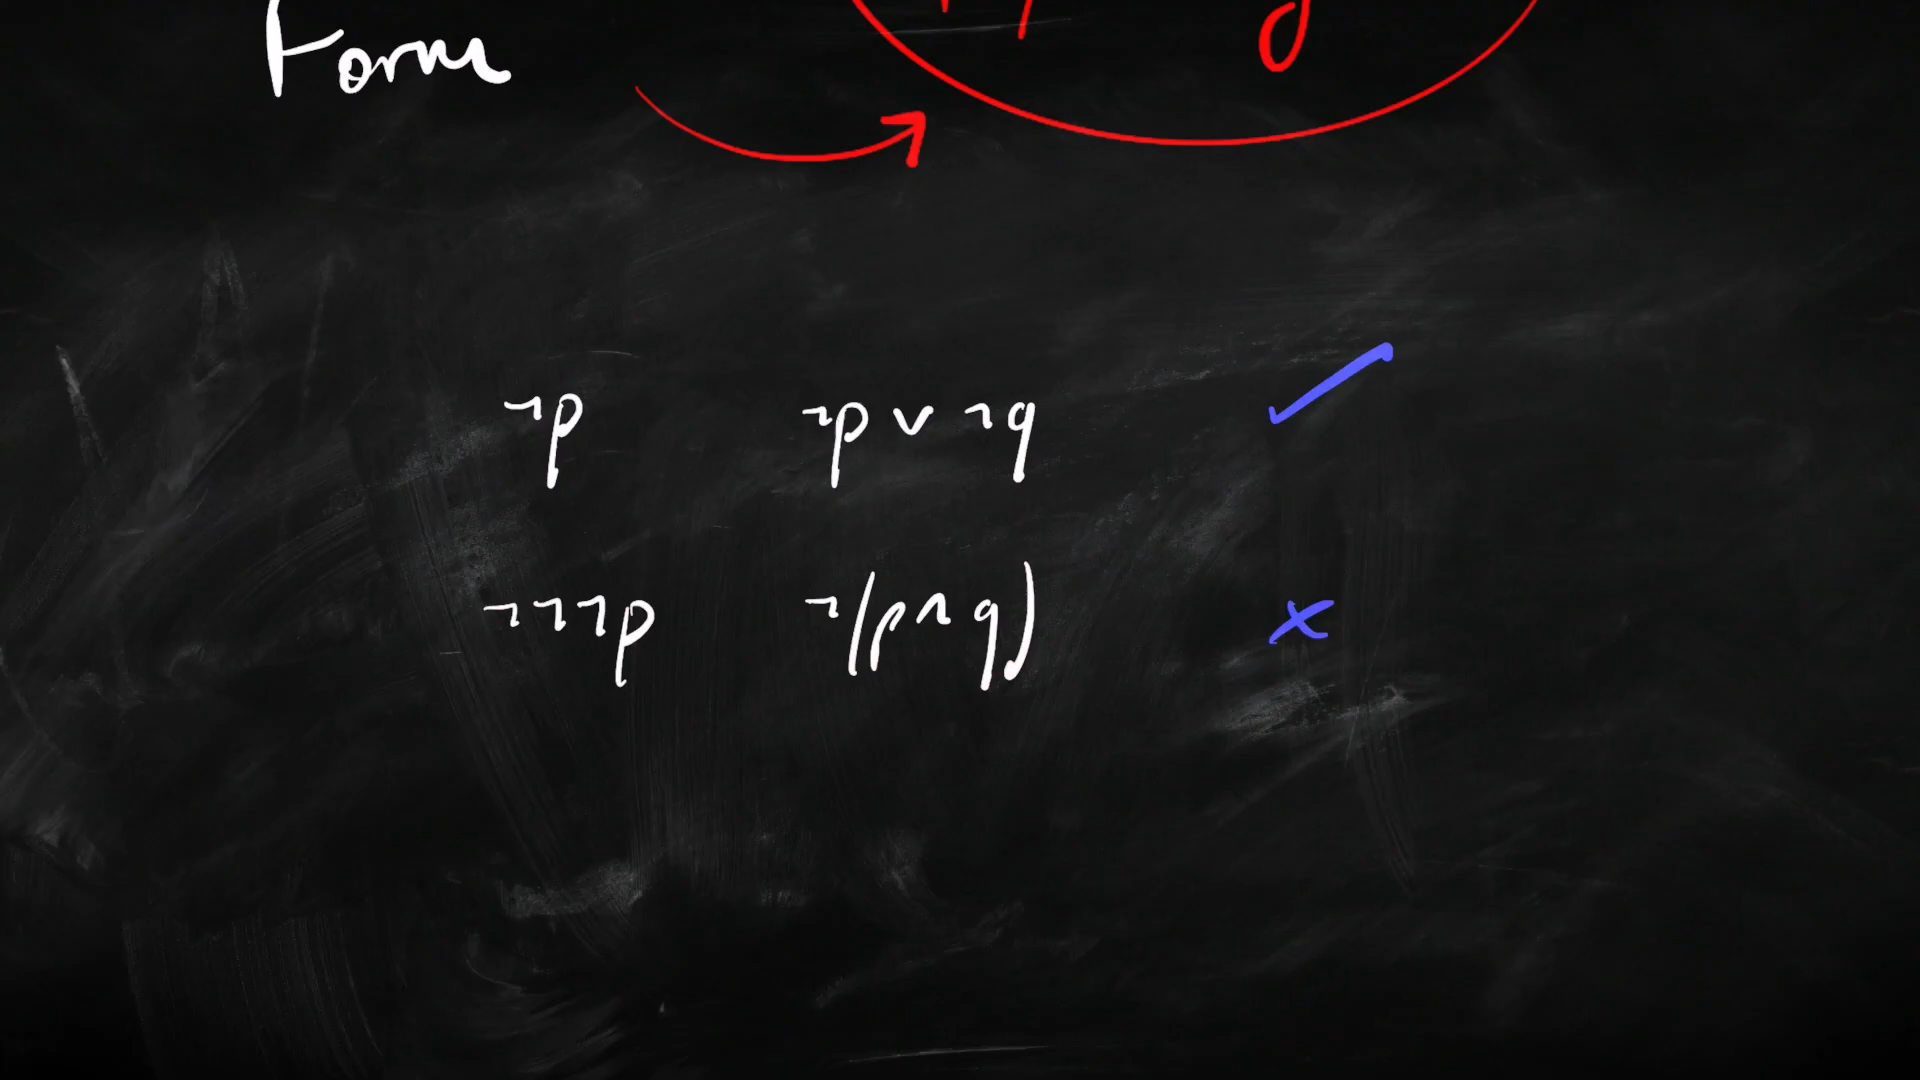 Form
¬p ¬p ∨ ¬q ✓
¬¬¬p ¬(p ∧ q) ×